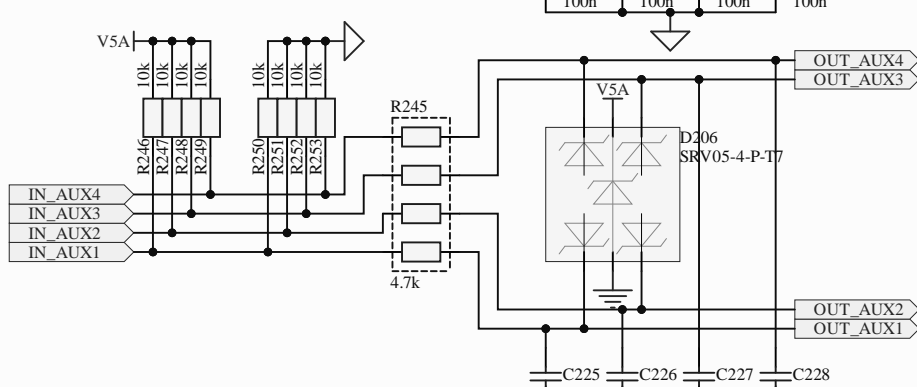 100n 100n 100n 100n
V5A
10k 10k 10k 10k
10k 10k 10k 10k
OUT_AUX4
OUT_AUX3
V5A
R245
D206
SRV05-4-P-T7
R246 R247 R248 R249
R250 R251 R252 R253
IN_AUX4
IN_AUX3
IN_AUX2
IN_AUX1
4.7k
OUT_AUX2
OUT_AUX1
C225 C226 C227 C228